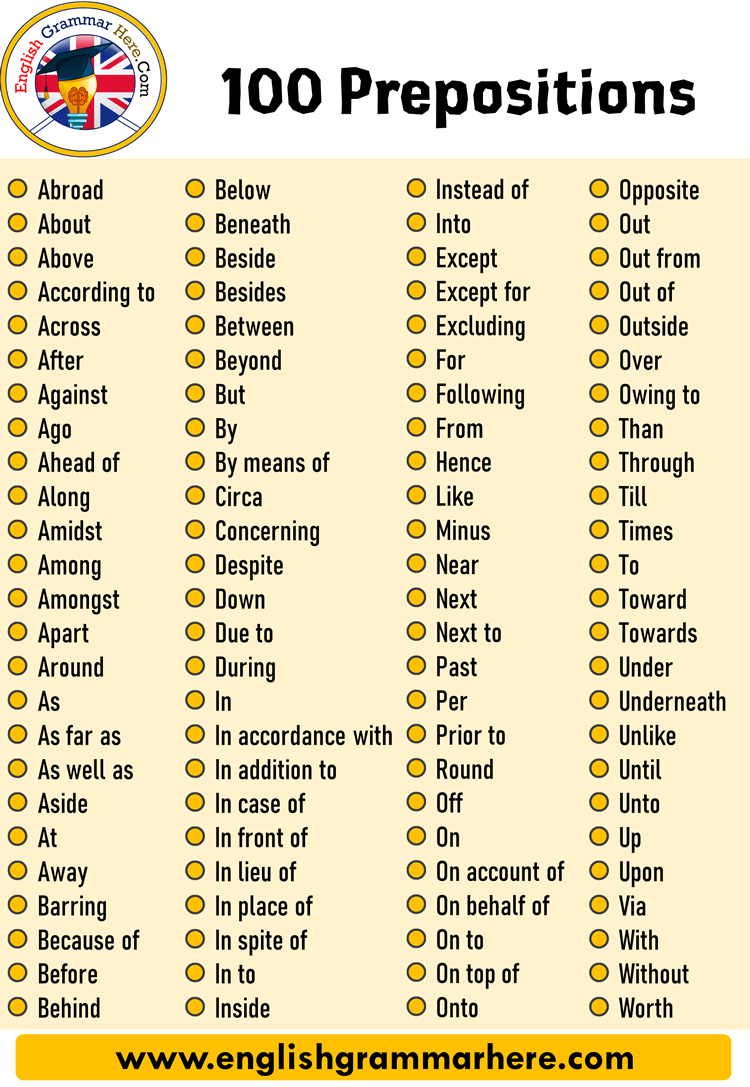 English Grammar Here.Com
100 Prepositions
Abroad
About
Above
According to
Across
After
Against
Ago
Ahead of
Along
Amidst
Among
Amongst
Apart
Around
As
As far as
As well as
Aside
At
Away
Barring
Because of
Before
Behind
Below
Beneath
Beside
Besides
Between
Beyond
But
By
By means of
Circa
Concerning
Despite
Down
Due to
During
In
In accordance with
In addition to
In case of
In front of
In lieu of
In place of
In spite of
In to
Inside
Instead of
Into
Except
Except for
Excluding
For
Following
From
Hence
Like
Minus
Near
Next
Next to
Past
Per
Prior to
Round
Off
On
On account of
On behalf of
On to
On top of
Onto
Opposite
Out
Out from
Out of
Outside
Over
Owing to
Than
Through
Till
Times
To
Toward
Towards
Under
Underneath
Unlike
Until
Unto
Up
Upon
Via
With
Without
Worth
www.englishgrammarhere.com